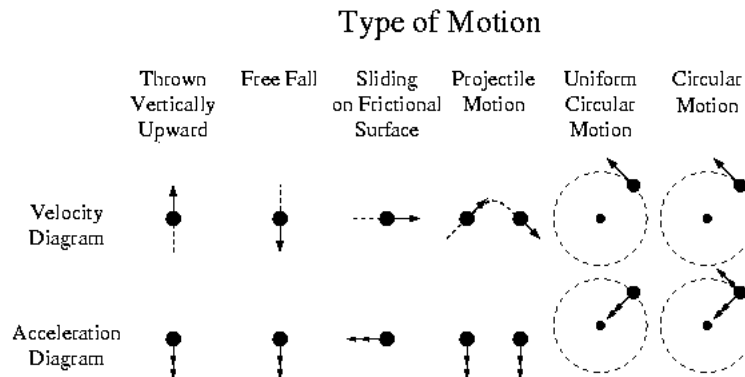 Type of Motion
Thrown
Vertically
Upward
Free Fall
Sliding
on Frictional
Surface
Projectile
Motion
Uniform
Circular
Motion
Circular
Motion
Velocity
Diagram
Acceleration
Diagram